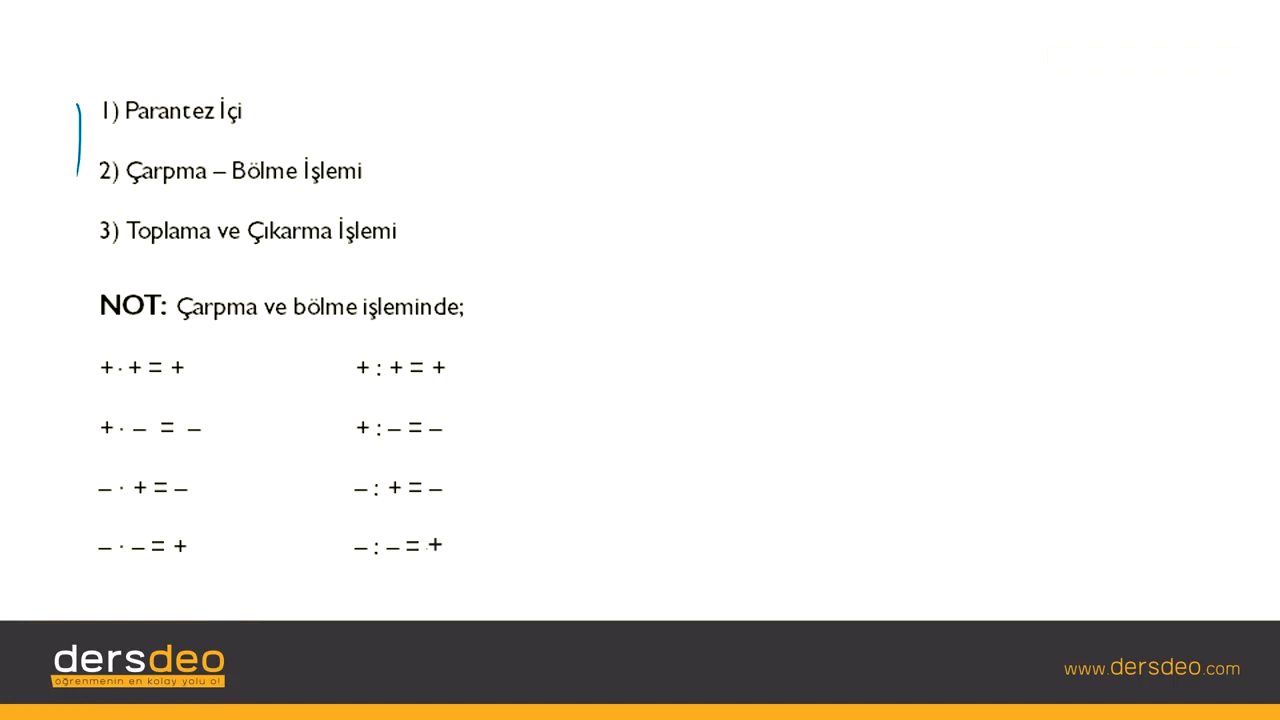 1) Parantez İçi
2) Çarpma – Bölme İşlemi
3) Toplama ve Çıkarma İşlemi
NOT: Çarpma ve bölme işleminde;
+ · + = + + : + = +
+ · – = – + : – = –
– · + = – – : + = –
– · – = + – : – = +
dersdeo
öğrenmenin en kolay yolu o!
www.dersdeo.com